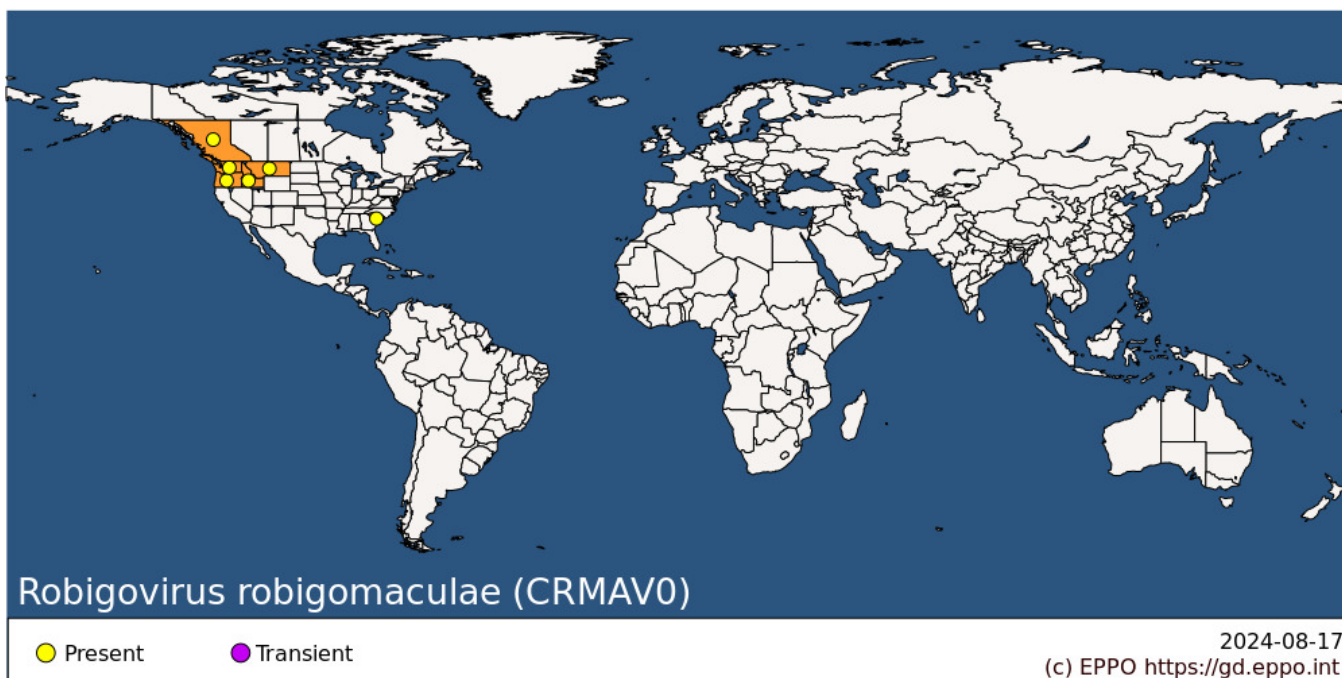 Robigovirus robigomaculae (CRMAV0)
Present
Transient
2024-08-17
(c) EPPO https://gd.eppo.int